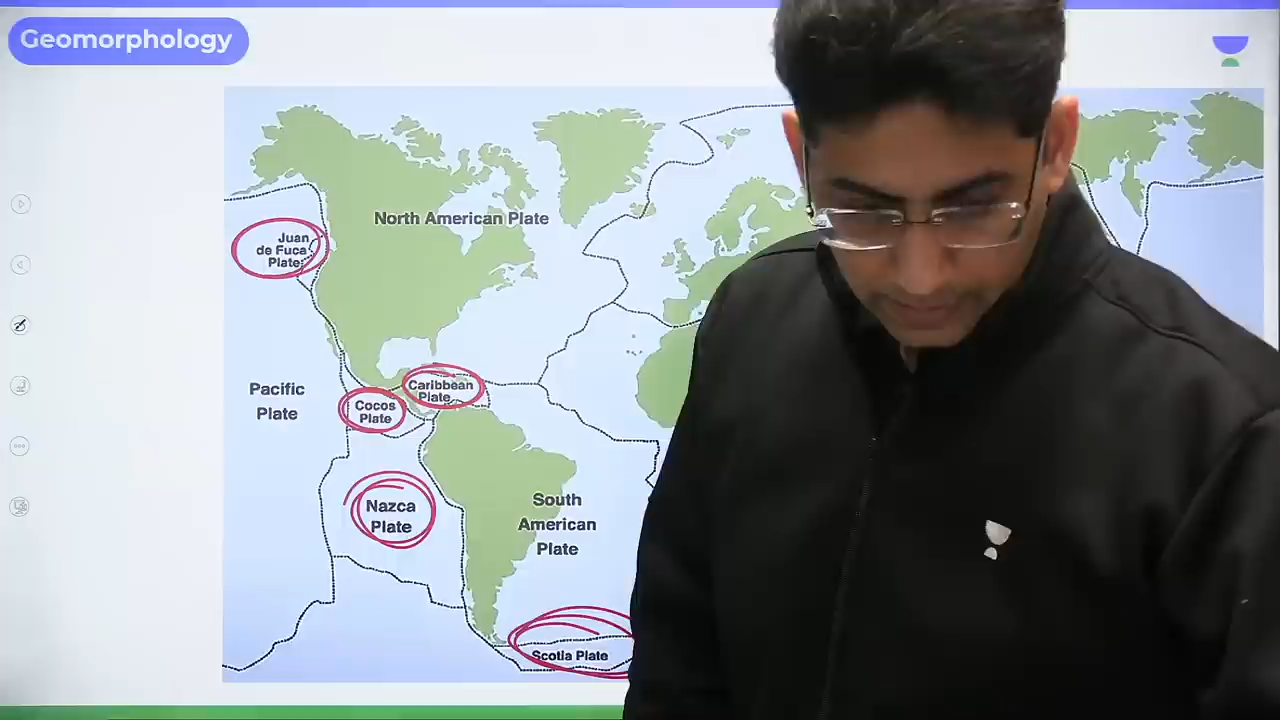 Geomorphology
North American Plate
Juan
de Fuca
Plate
Caribbean
Plate
Pacific
Plate
Cocos
Plate
Nazca
Plate
South
American
Plate
Scotia Plate